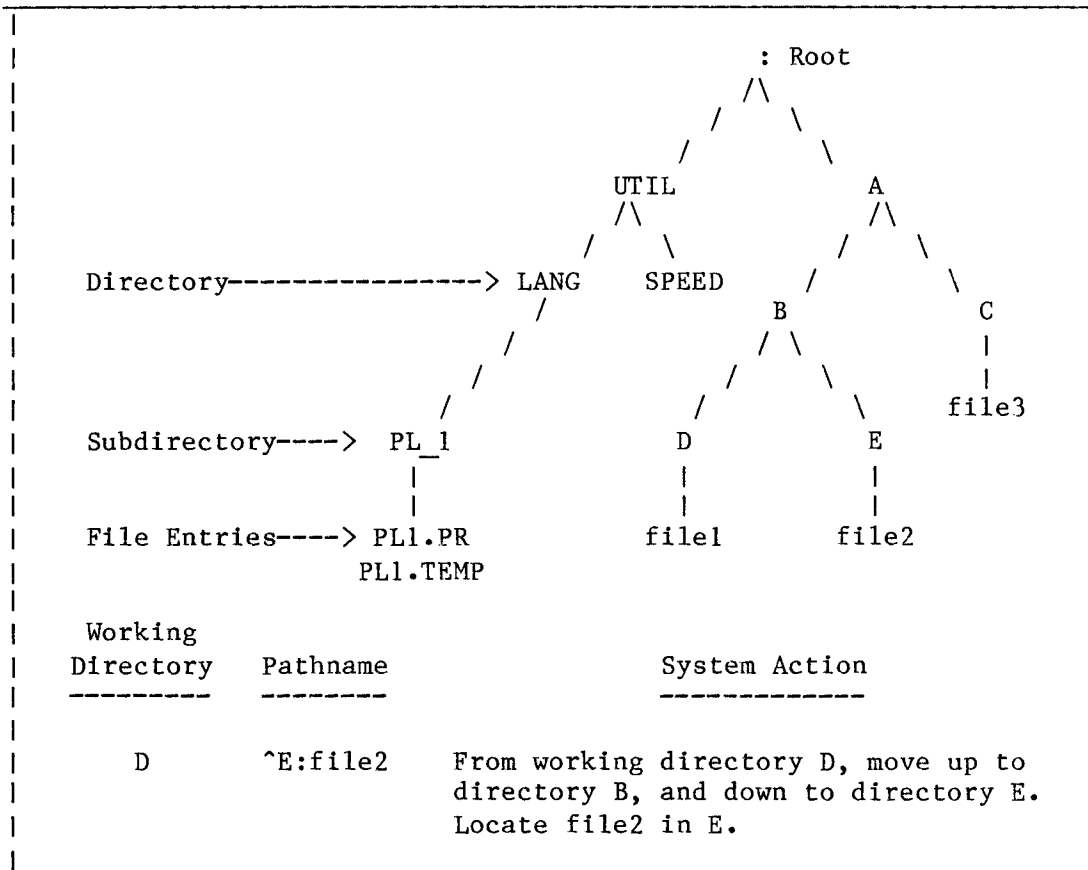 : Root
UTIL A
Directory----------------> LANG SPEED
B C
file3
Subdirectory----> PL_1 D E
File Entries----> PL1.PR file1 file2
PL1.TEMP
Working
Directory Pathname System Action
--------- -------- -------------
D ^E:file2 From working directory D, move up to
directory B, and down to directory E.
Locate file2 in E.